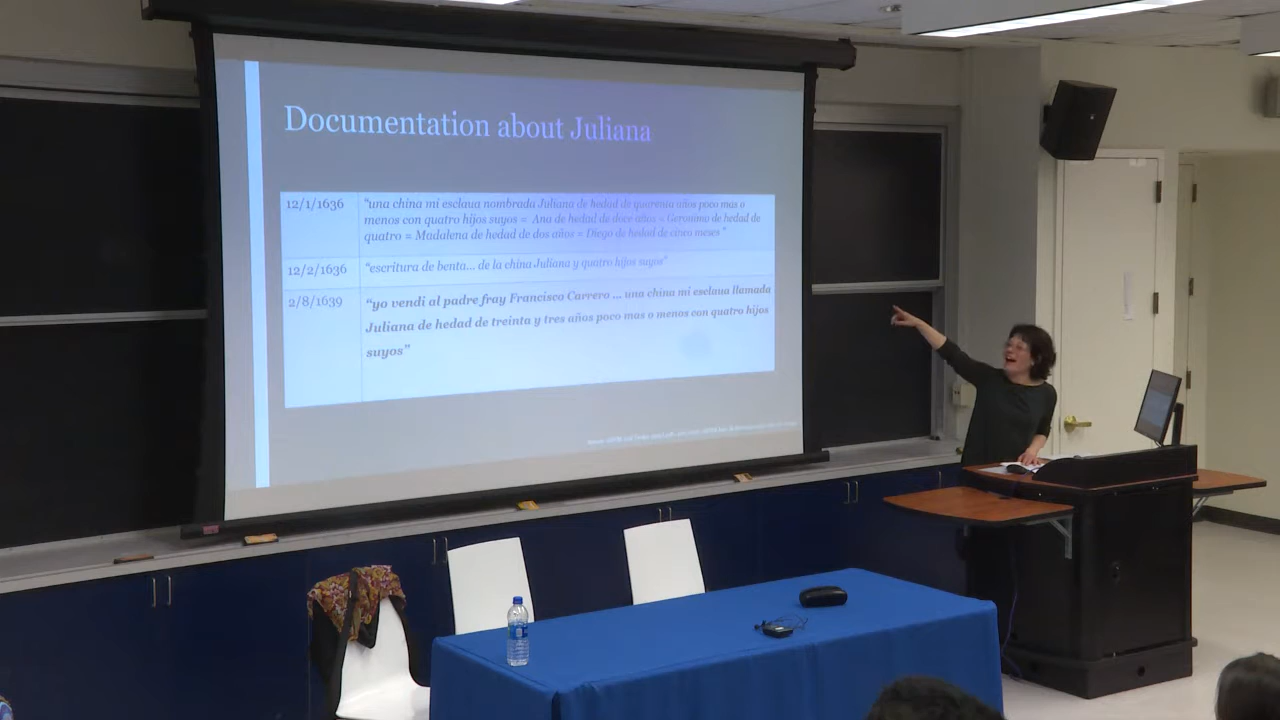 Documentation about Juliana
12/1/1636
“una china mi esclaua nombrada Juliana de hedad de quarenta años poco mas o
menos con quatro hijos suyos = Ana de hedad de doce años = Geronimo de hedad de
quatro = Madalena de hedad de dos años = Diego de hedad de cinco meses”
12/2/1636
“escritura de benta... de la china Juliana y quatro hijos suyos”
2/8/1639
“yo vendi al padre fray Francisco Carrero ... una china mi esclaua llamada
Juliana de hedad de treinta y tres años poco mas o menos con quatro hijos
suyos”